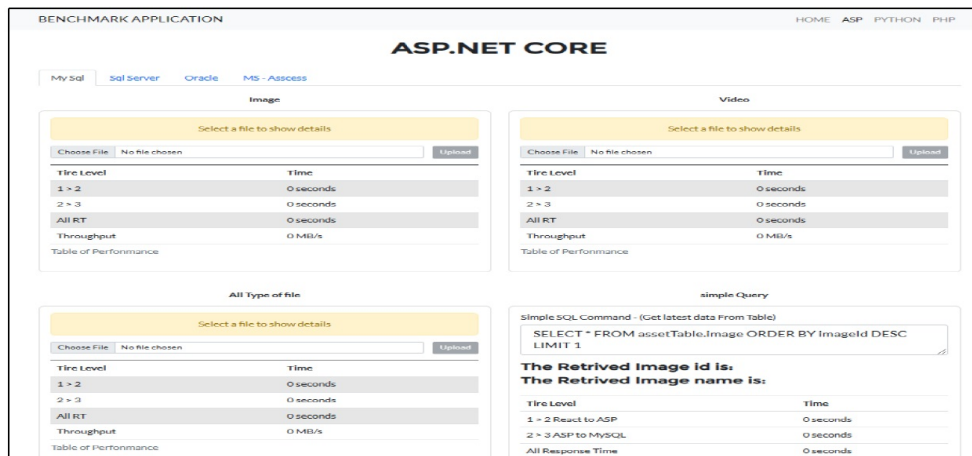 BENCHMARK APPLICATION
HOME ASP PYTHON PHP
ASP.NET CORE
My Sql Sql Server Oracle MS - Asscess
Image
Select a file to show details
Choose File No file chosen Upload
Tire Level Time
1 > 2 0 seconds
2 > 3 0 seconds
All RT 0 seconds
Throughput 0 MB/s
Table of Performance
Video
Select a file to show details
Choose File No file chosen Upload
Tire Level Time
1 > 2 0 seconds
2 > 3 0 seconds
All RT 0 seconds
Throughput 0 MB/s
Table of Performance
All Type of file
Select a file to show details
Choose File No file chosen Upload
Tire Level Time
1 > 2 0 seconds
2 > 3 0 seconds
All RT 0 seconds
Throughput 0 MB/s
Table of Performance
simple Query
Simple SQL Command - (Get latest data From Table)
SELECT * FROM assetTable.image ORDER BY imageId DESC
LIMIT 1
The Retrived Image id is:
The Retrived Image name is:
Tire Level Time
1 > 2 React to ASP 0 seconds
2 > 3 ASP to MySQL 0 seconds
All Response Time 0 seconds